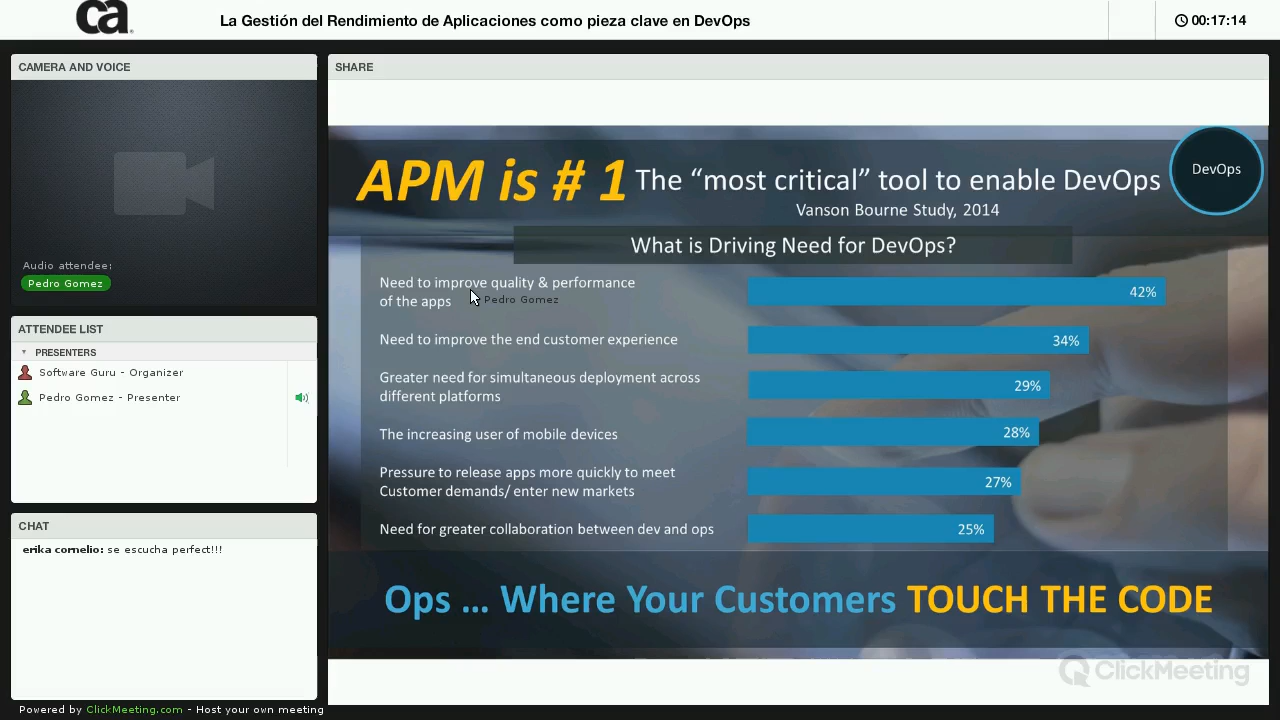 ca
La Gestión del Rendimiento de Aplicaciones como pieza clave en DevOps
00:17:14
CAMERA AND VOICE
Audio attendee:
Pedro Gomez
ATTENDEE LIST
PRESENTERS
Software Guru - Organizer
Pedro Gomez - Presenter
CHAT
erika cornelio: se escucha perfect!!!
Powered by ClickMeeting.com - Host your own meeting
SHARE
APM is # 1 The “most critical” tool to enable DevOps
DevOps
Vanson Bourne Study, 2014
What is Driving Need for DevOps?
Need to improve quality & performance
of the apps
Pedro Gomez
42%
Need to improve the end customer experience
34%
Greater need for simultaneous deployment across
different platforms
29%
The increasing user of mobile devices
28%
Pressure to release apps more quickly to meet
Customer demands/ enter new markets
27%
Need for greater collaboration between dev and ops
25%
Ops ... Where Your Customers TOUCH THE CODE
ClickMeeting